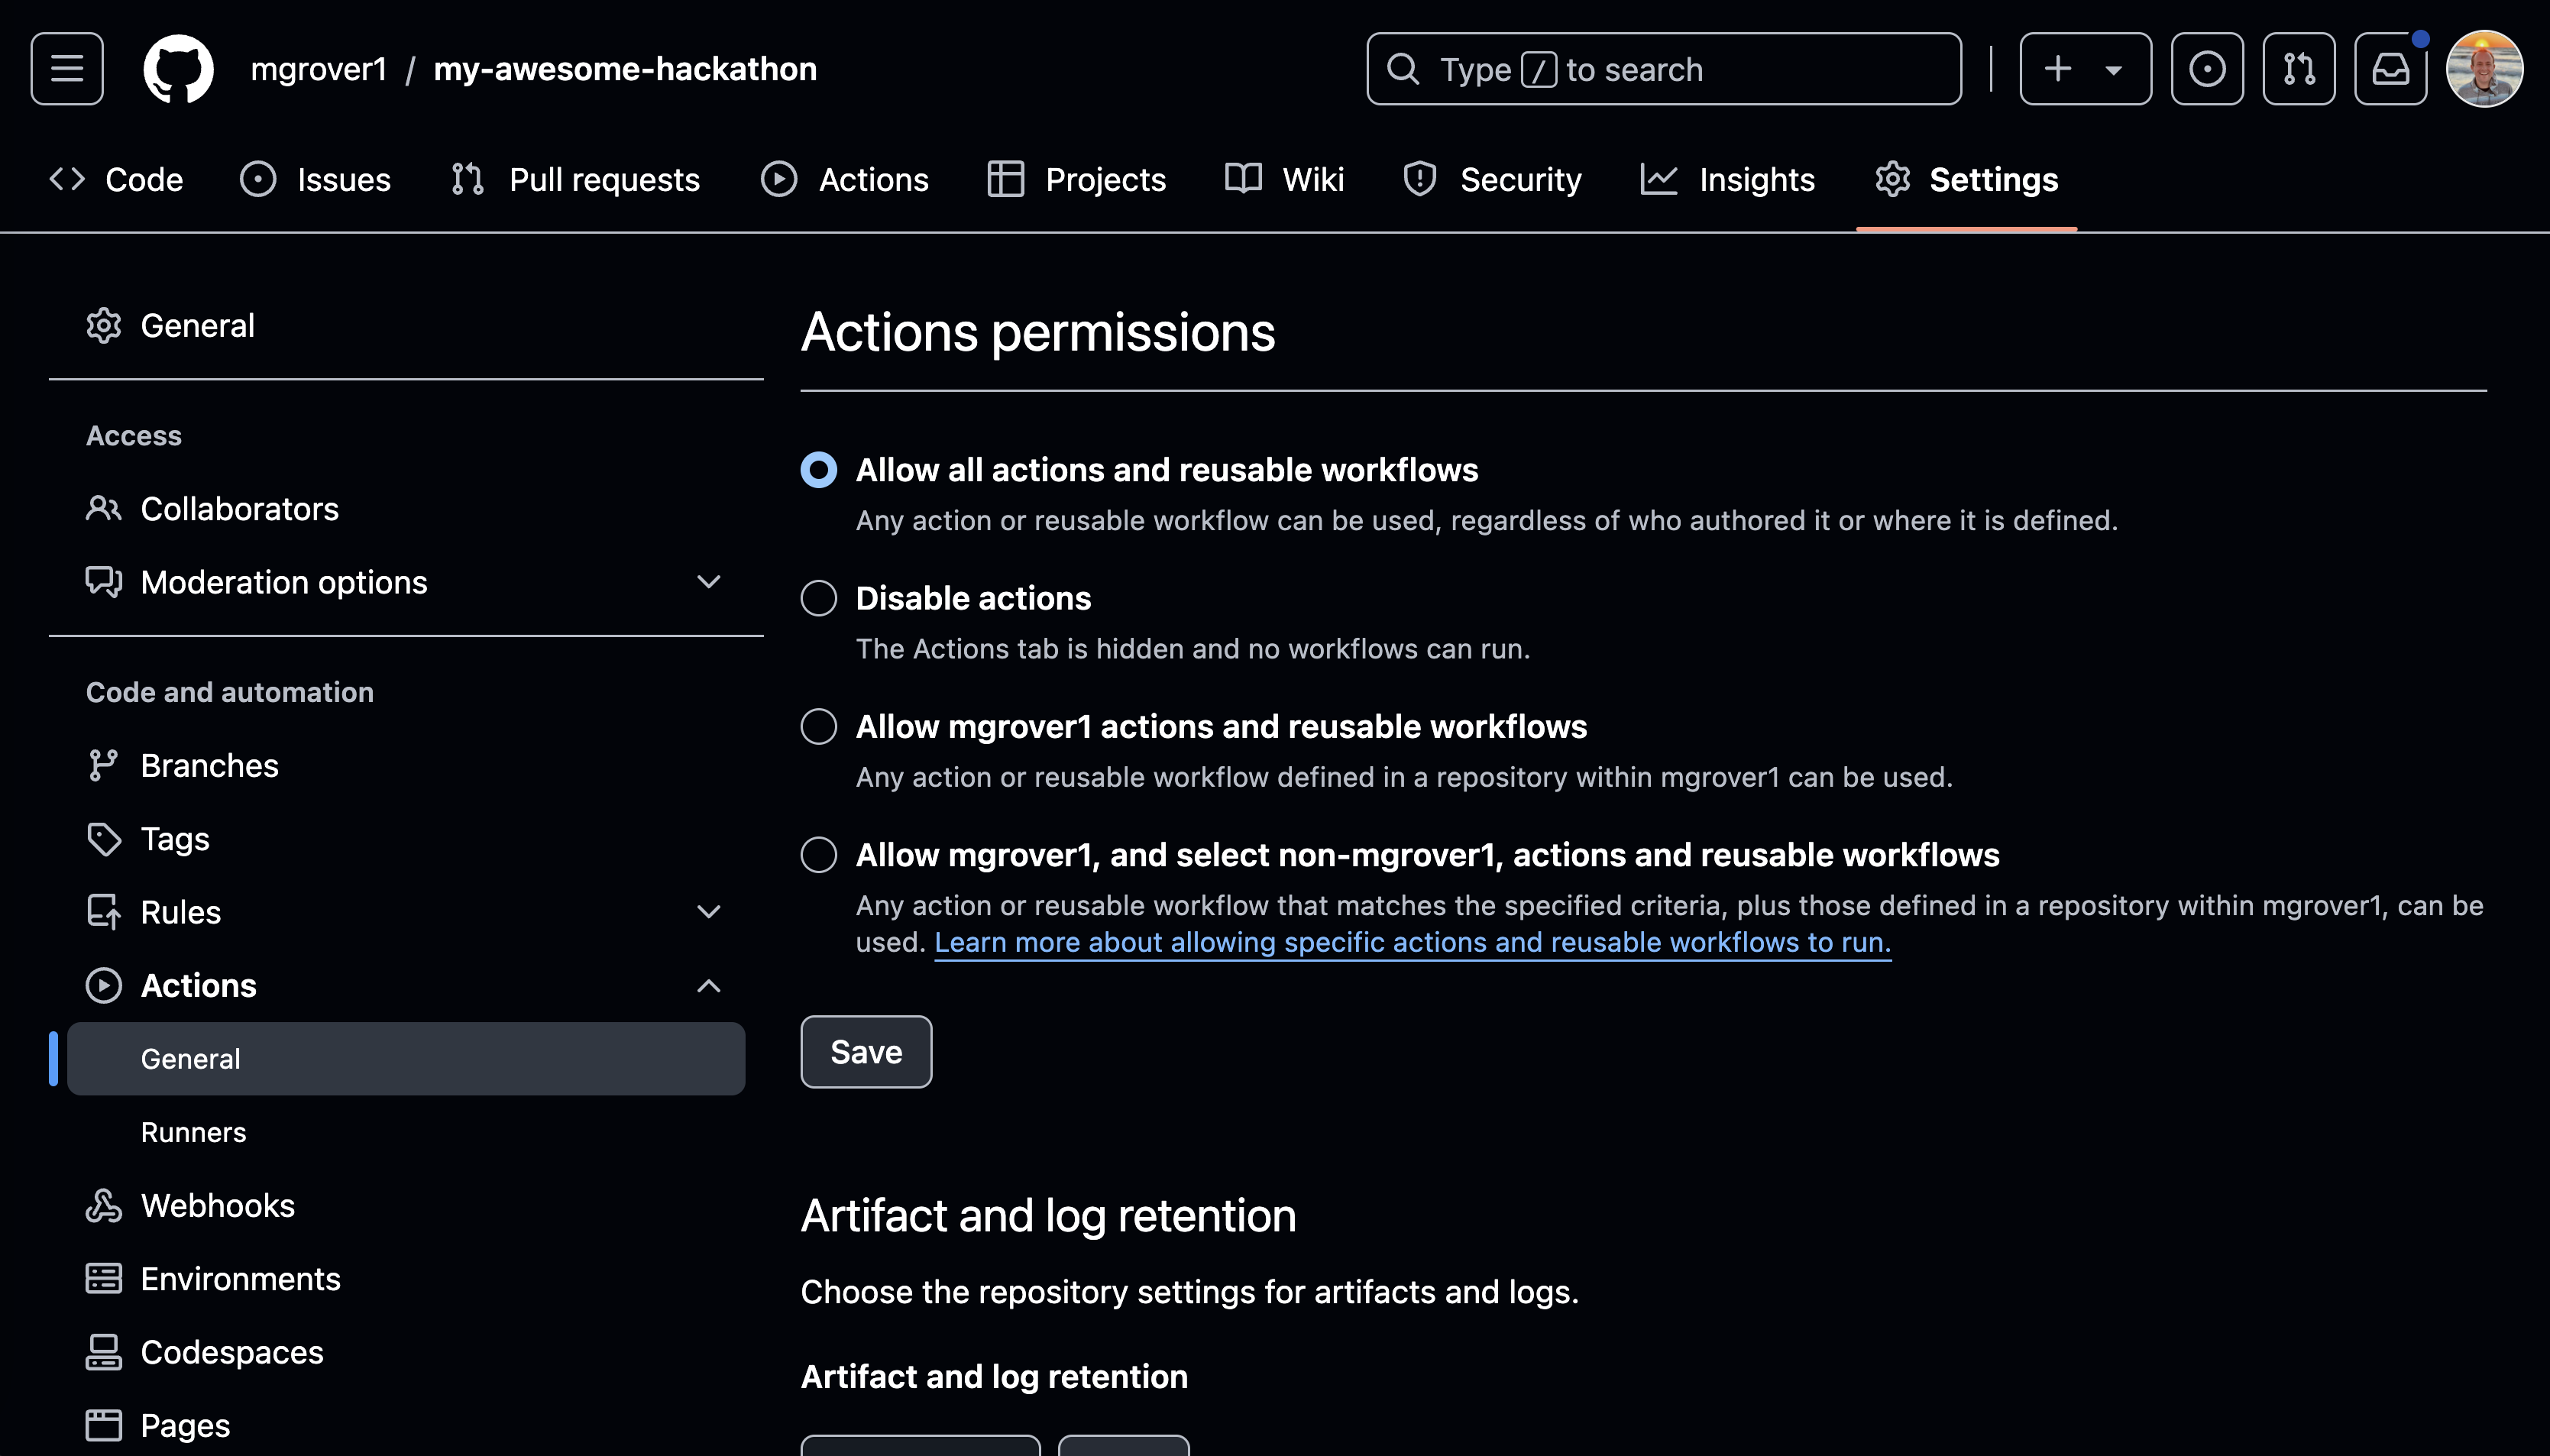 mgrover1 / my-awesome-hackathon
Type / to search
Code Issues Pull requests Actions Projects Wiki Security Insights Settings
General
Access
Collaborators
Moderation options
Code and automation
Branches
Tags
Rules
Actions
General
Runners
Webhooks
Environments
Codespaces
Pages
Actions permissions
Allow all actions and reusable workflows
Any action or reusable workflow can be used, regardless of who authored it or where it is defined.
Disable actions
The Actions tab is hidden and no workflows can run.
Allow mgrover1 actions and reusable workflows
Any action or reusable workflow defined in a repository within mgrover1 can be used.
Allow mgrover1, and select non-mgrover1, actions and reusable workflows
Any action or reusable workflow that matches the specified criteria, plus those defined in a repository within mgrover1, can be
used. Learn more about allowing specific actions and reusable workflows to run.
Save
Artifact and log retention
Choose the repository settings for artifacts and logs.
Artifact and log retention